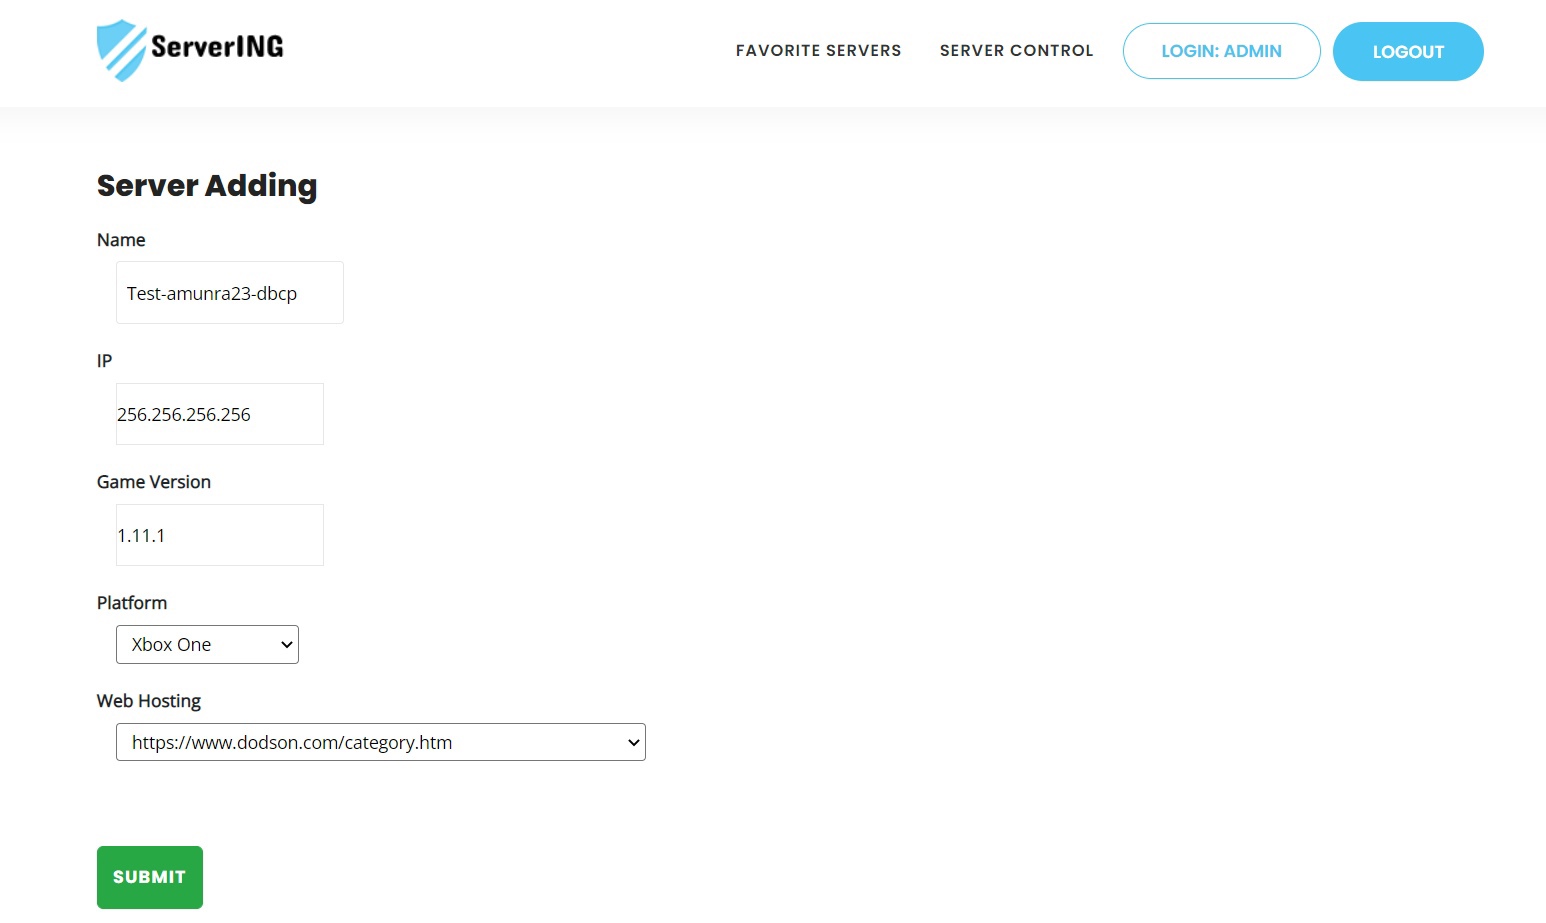 ServerING
FAVORITE SERVERS
SERVER CONTROL
LOGIN: ADMIN
LOGOUT
Server Adding
Name
Test-amunra23-dbcp
IP
256.256.256.256
Game Version
1.11.1
Platform
Xbox One
Web Hosting
https://www.dodson.com/category.htm
SUBMIT